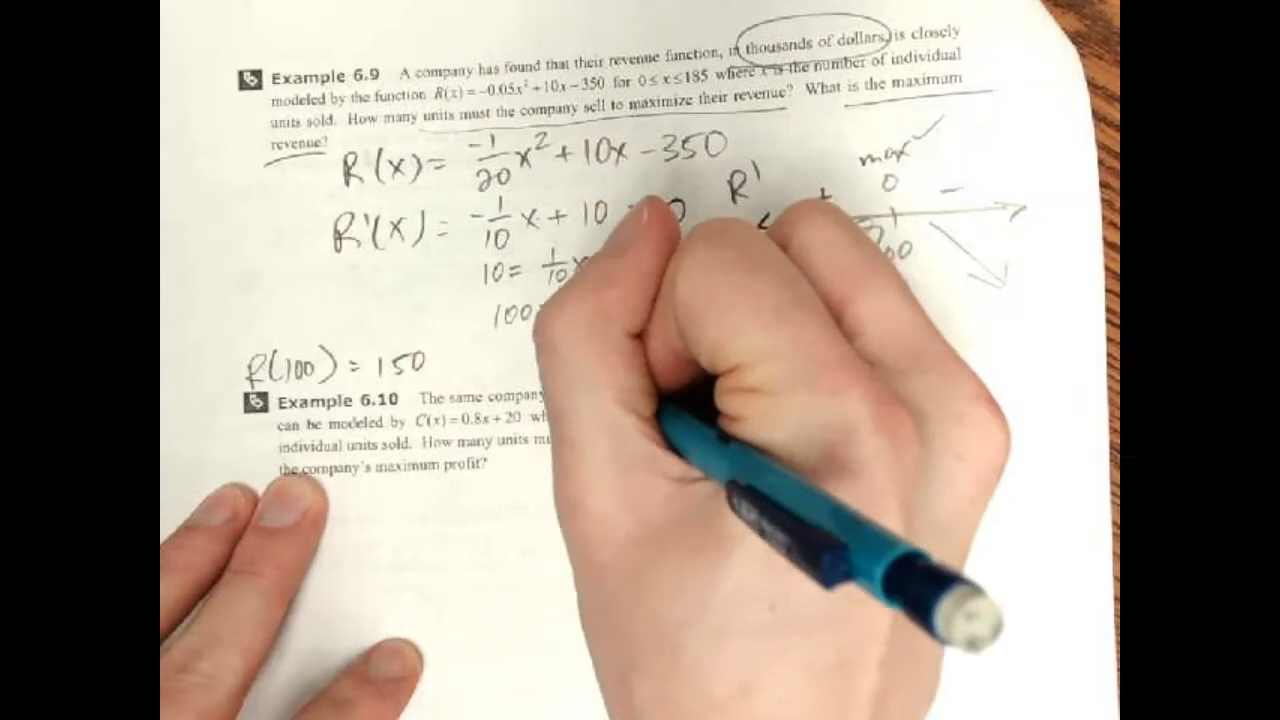 Example 6.9 A company has found that their revenue function, in thousands of dollars, is closely
modeled by the function R(x) = -0.05x² + 10x - 350 for 0 ≤ x ≤ 185 where x is the number of individual
units sold. How many units must the company sell to maximize their revenue? What is the maximum
revenue?
R(x) = -1/20 x² + 10x - 350
max ✓
R' + 0 -
R'(x) = -1/10 x + 10
10 = 1/10 x
100
R(100) = 150
Example 6.10 The same company
can be modeled by C(x) = 0.8x + 20
individual units sold. How many units
the company's maximum profit?